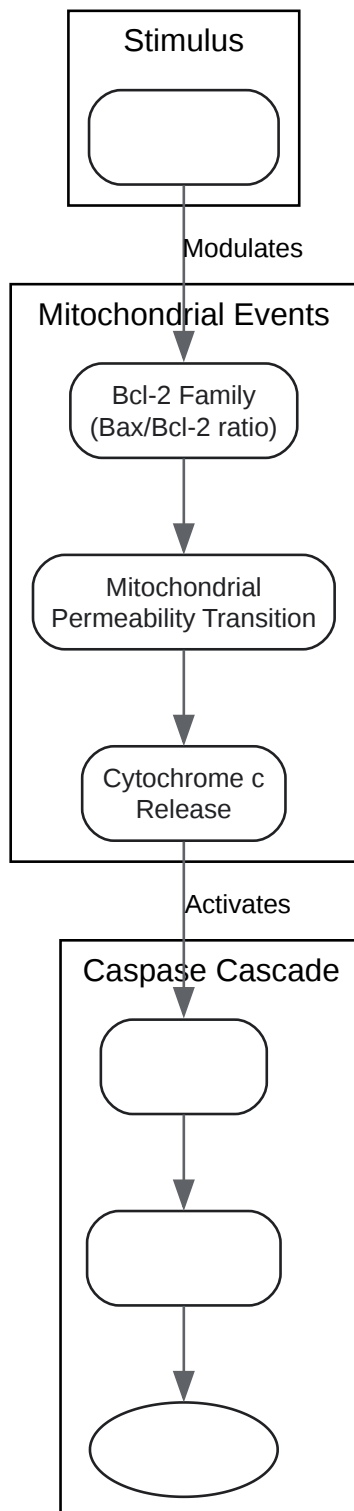 Stimulus
Modulates
Mitochondrial Events
Bcl-2 Family
(Bax/Bcl-2 ratio)
Mitochondrial
Permeability Transition
Cytochrome c
Release
Activates
Caspase Cascade